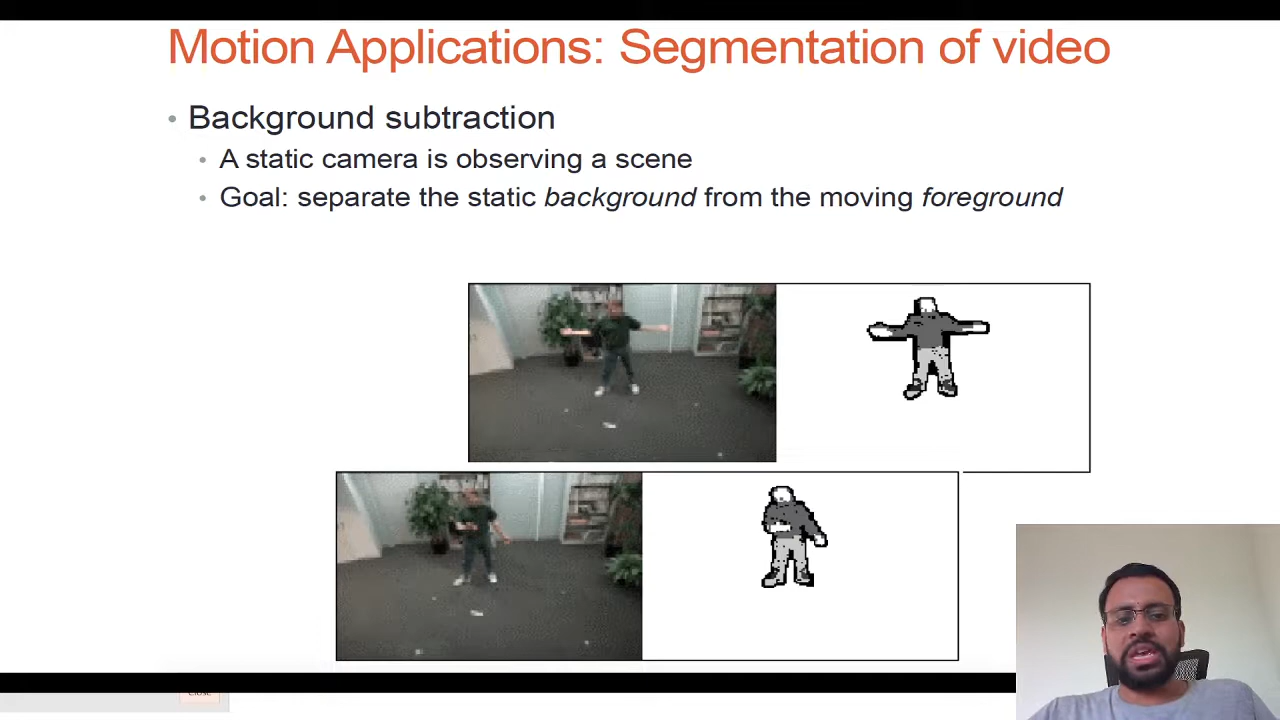 Motion Applications: Segmentation of video
• Background subtraction
• A static camera is observing a scene
• Goal: separate the static background from the moving foreground
Close